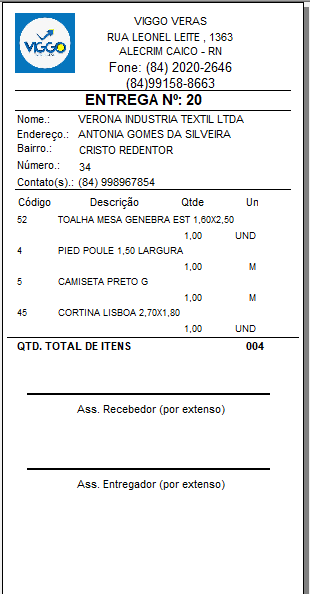 VIGGO
VIGGO VERAS
RUA LEONEL LEITE , 1363
ALECRIM CAICO - RN
Fone: (84) 2020-2646
(84)99158-8663
ENTREGA Nº: 20
Nome.: VERONA INDUSTRIA TEXTIL LTDA
Endereço.: ANTONIA GOMES DA SILVEIRA
Bairro.: CRISTO REDENTOR
Número.: 34
Contato(s).: (84) 998967854
Código Descrição Qtde Un
52 TOALHA MESA GENEBRA EST 1,60X2,50
1,00 UND
4 PIED POULE 1,50 LARGURA
1,00 M
5 CAMISETA PRETO G
1,00 M
45 CORTINA LISBOA 2,70X1,80
1,00 UND
QTD. TOTAL DE ITENS 004
Ass. Recebedor (por extenso)
Ass. Entregador (por extenso)